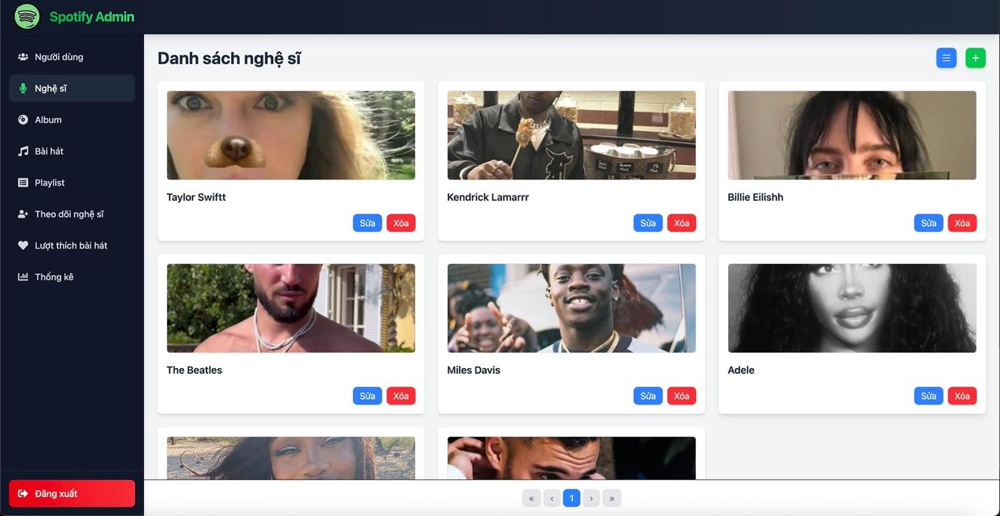 Spotify Admin
Người dùng
Nghệ sĩ
Album
Bài hát
Playlist
Theo dõi nghệ sĩ
Lượt thích bài hát
Thống kê
Đăng xuất
Danh sách nghệ sĩ
Taylor Swiftt
Sửa Xóa
Kendrick Lamarrr
Sửa Xóa
Billie Eilishh
Sửa Xóa
The Beatles
Sửa Xóa
Miles Davis
Sửa Xóa
Adele
Sửa Xóa
« ‹ 1 › »